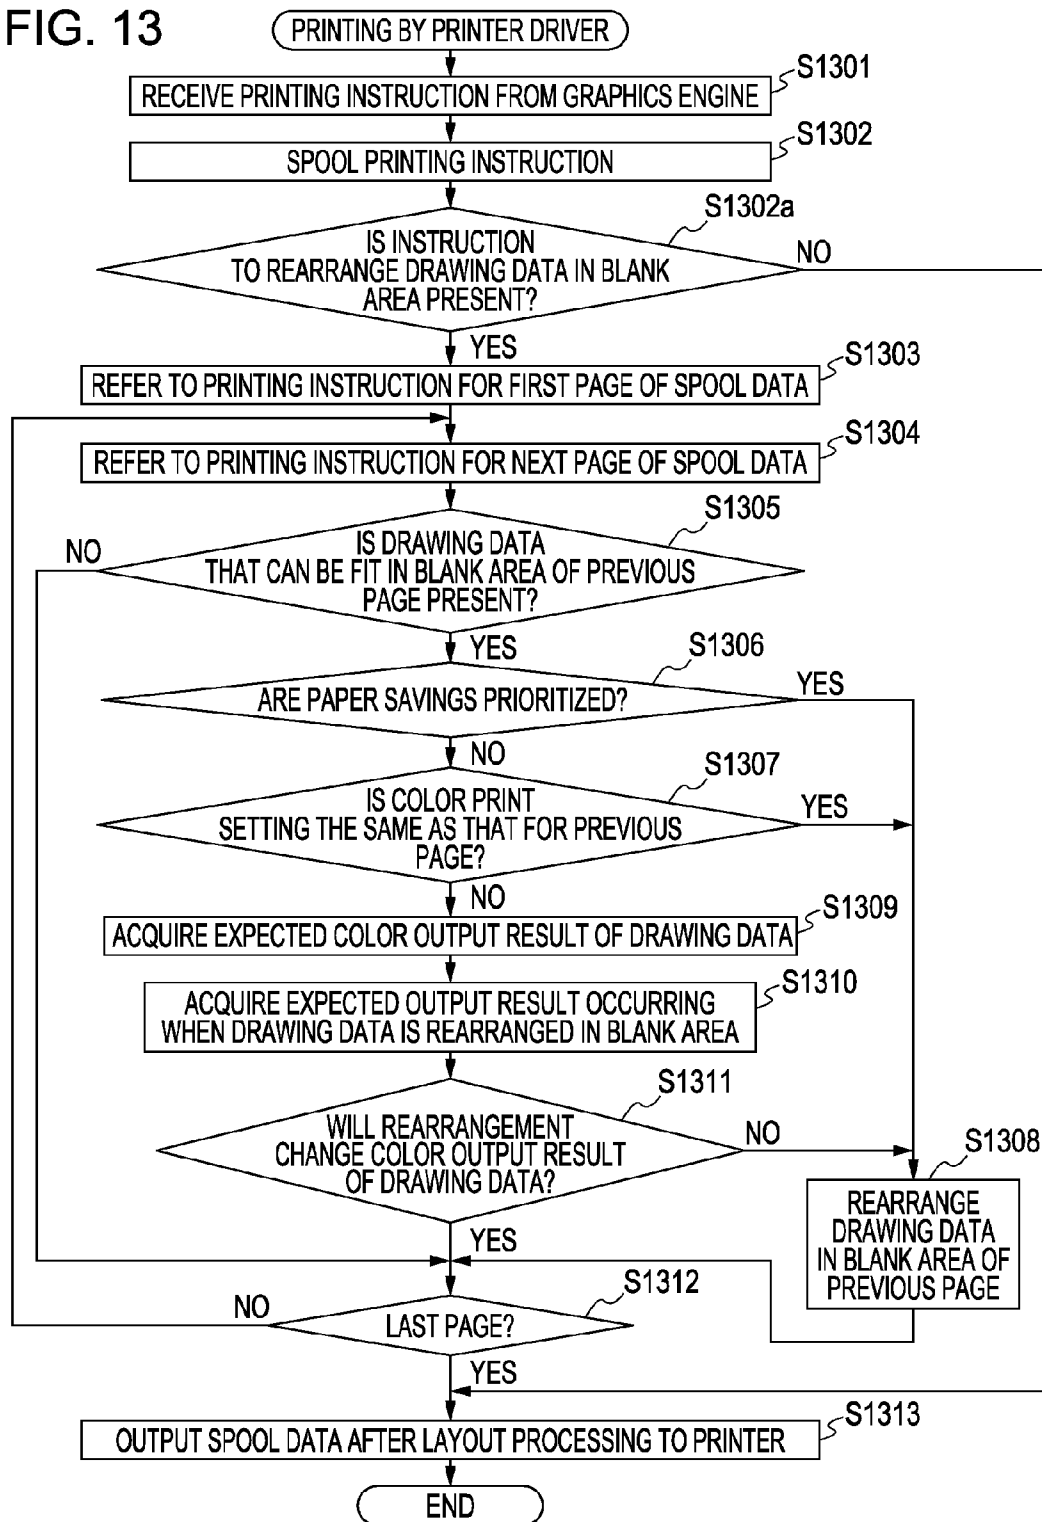 FIG. 13
PRINTING BY PRINTER DRIVER
S1301
RECEIVE PRINTING INSTRUCTION FROM GRAPHICS ENGINE
S1302
SPOOL PRINTING INSTRUCTION
S1302a
IS INSTRUCTION
TO REARRANGE DRAWING DATA IN BLANK
AREA PRESENT?
NO
YES
S1303
REFER TO PRINTING INSTRUCTION FOR FIRST PAGE OF SPOOL DATA
S1304
REFER TO PRINTING INSTRUCTION FOR NEXT PAGE OF SPOOL DATA
S1305
NO
IS DRAWING DATA
THAT CAN BE FIT IN BLANK AREA OF PREVIOUS
PAGE PRESENT?
YES
S1306
ARE PAPER SAVINGS PRIORITIZED?
YES
NO
S1307
IS COLOR PRINT
SETTING THE SAME AS THAT FOR PREVIOUS
PAGE?
YES
NO
S1309
ACQUIRE EXPECTED COLOR OUTPUT RESULT OF DRAWING DATA
S1310
ACQUIRE EXPECTED OUTPUT RESULT OCCURRING
WHEN DRAWING DATA IS REARRANGED IN BLANK AREA
S1311
WILL REARRANGEMENT
CHANGE COLOR OUTPUT RESULT
OF DRAWING DATA?
NO
YES
S1308
REARRANGE
DRAWING DATA
IN BLANK AREA OF
PREVIOUS PAGE
S1312
NO
LAST PAGE?
YES
S1313
OUTPUT SPOOL DATA AFTER LAYOUT PROCESSING TO PRINTER
END